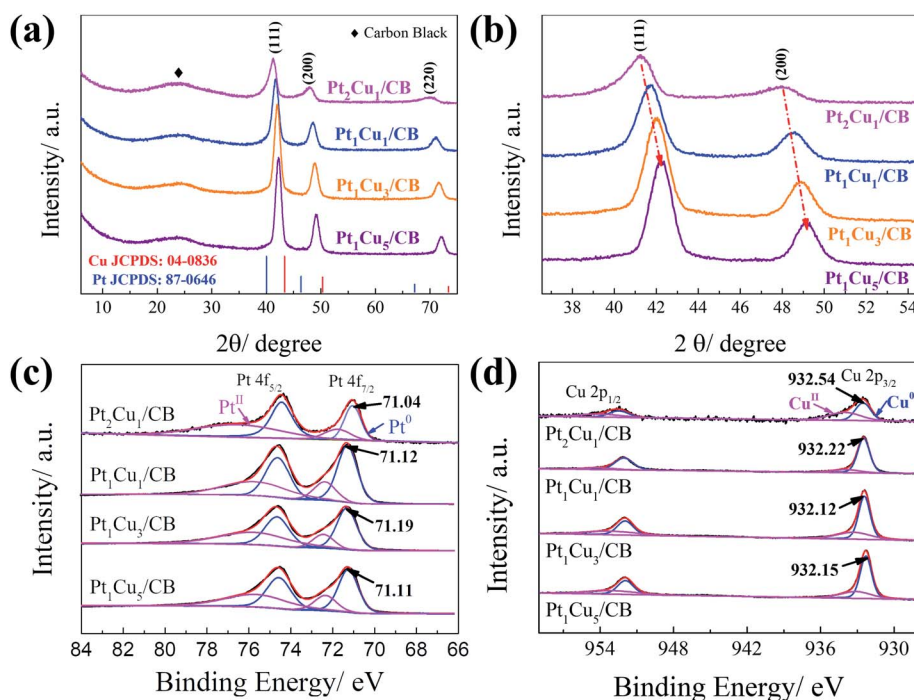 (a)
◆ Carbon Black
(111)
(200)
(220)
Pt2Cu1/CB
Pt1Cu1/CB
Pt1Cu3/CB
Pt1Cu5/CB
Cu JCPDS: 04-0836
Pt JCPDS: 87-0646
Intensity/ a.u.
10 20 30 40 50 60 70
2θ/ degree
(b)
(111)
(200)
Pt2Cu1/CB
Pt1Cu1/CB
Pt1Cu3/CB
Pt1Cu5/CB
Intensity/ a.u.
38 40 42 44 46 48 50 52 54
2 θ/ degree
(c)
Pt 4f5/2 Pt 4f7/2
71.04
PtII
Pt0
Pt2Cu1/CB
71.12
Pt1Cu1/CB
71.19
Pt1Cu3/CB
71.11
Pt1Cu5/CB
Intensity/ a.u.
84 82 80 78 76 74 72 70 68 66
Binding Energy/ eV
(d)
932.54 Cu 2p3/2
Cu 2p1/2
CuII
Cu0
Pt2Cu1/CB
932.22
Pt1Cu1/CB
932.12
Pt1Cu3/CB
932.15
Pt1Cu5/CB
Intensity/ a.u.
954 948 942 936 930
Binding Energy/ eV